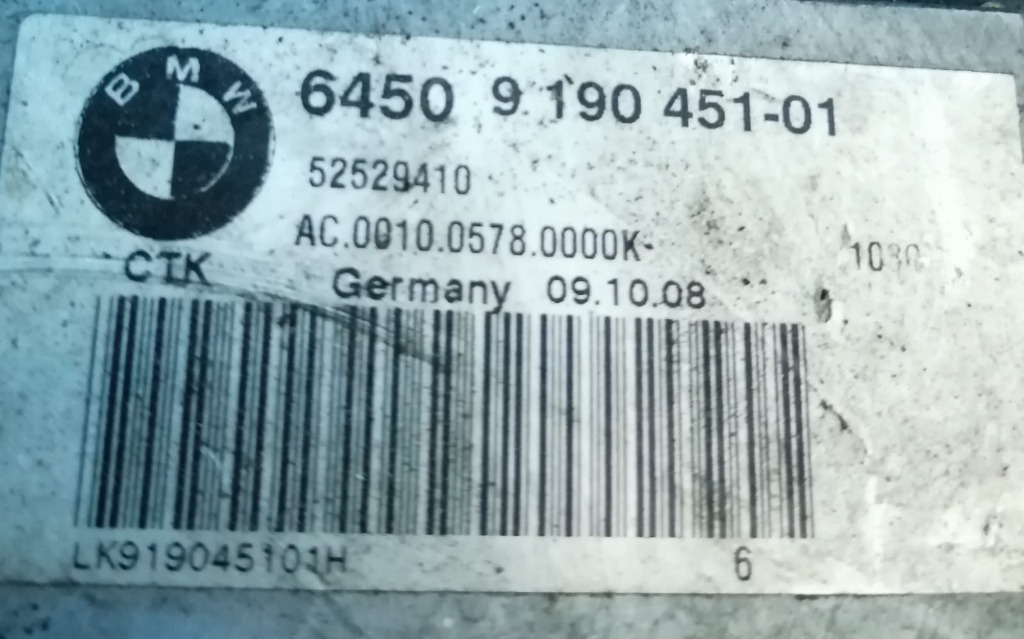 BMW
6450 9 190 451-01
52529410
AC.0010.0578.0000K-
CTK Germany 09.10.08
LK919045101H 6